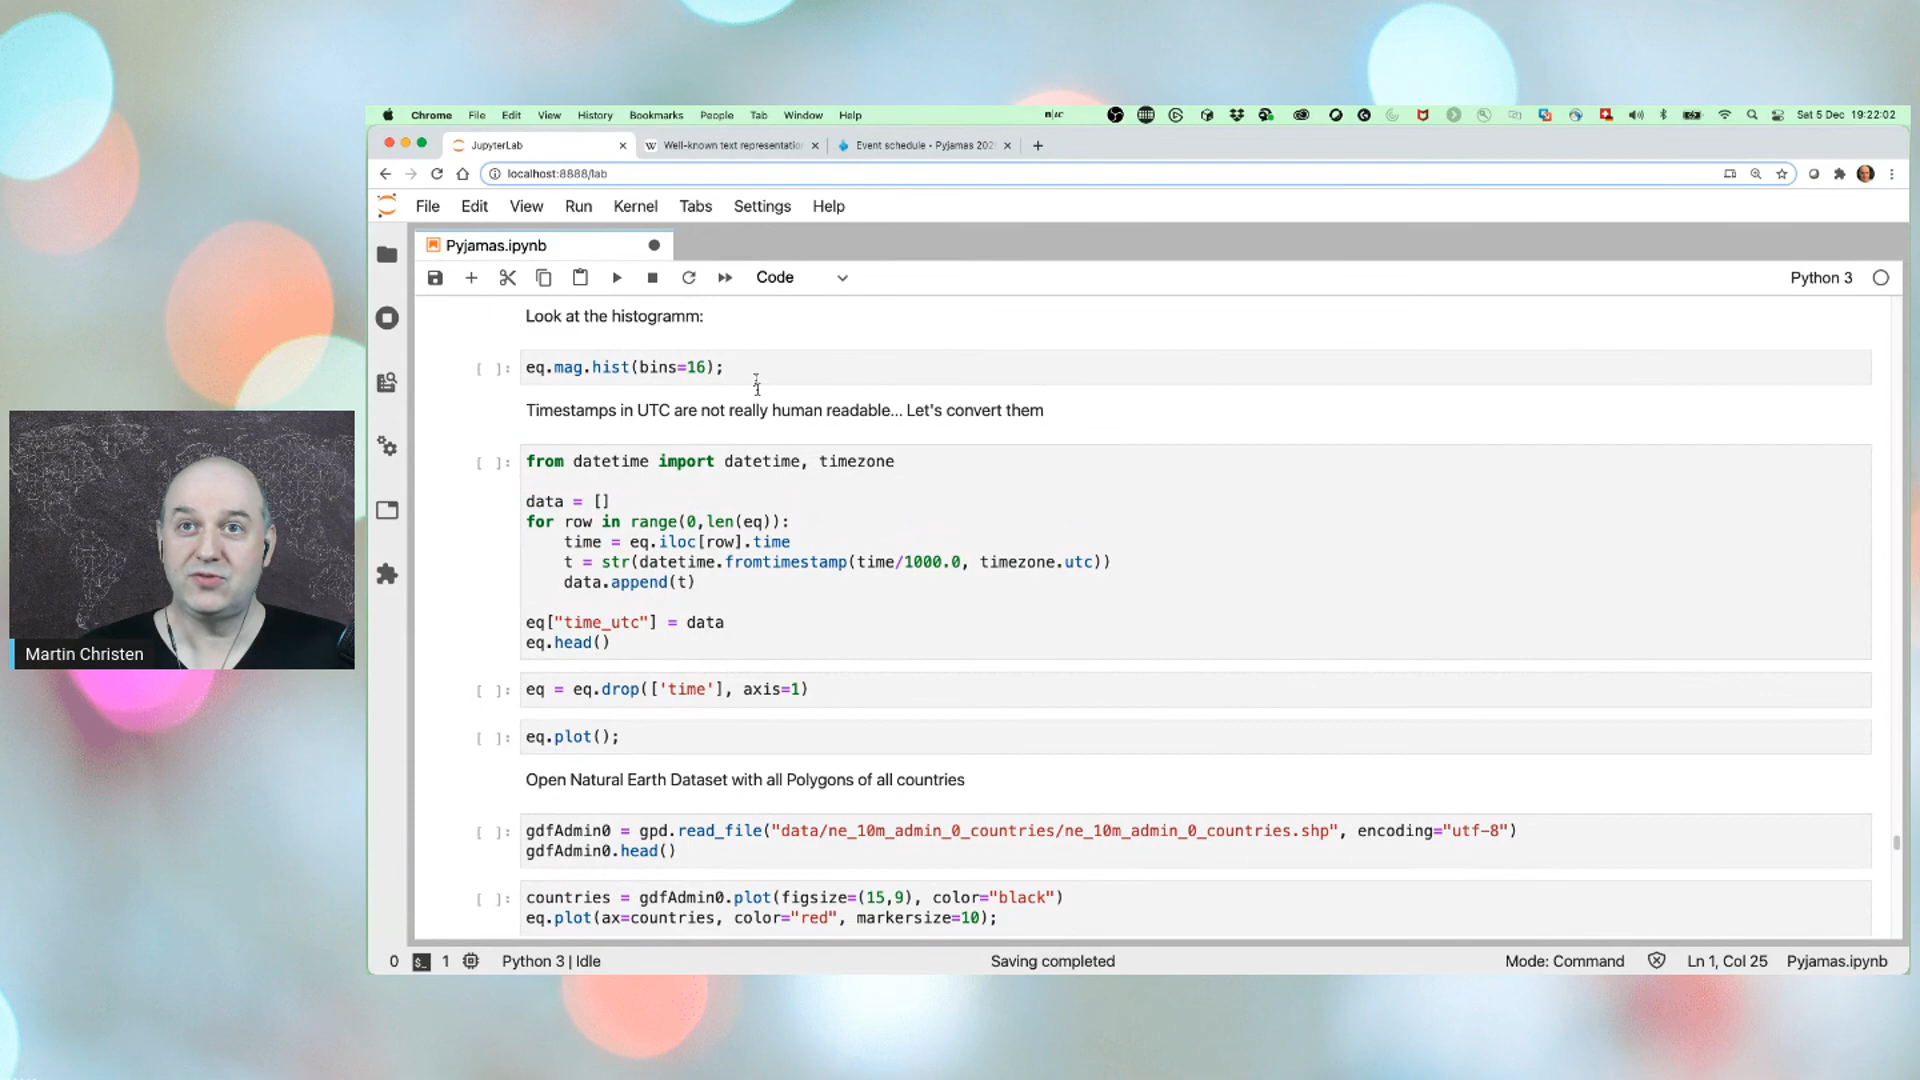 Chrome File Edit View History Bookmarks People Tab Window Help
Sat 5 Dec 19:22:02
JupyterLab
Well-known text representation
Event schedule • Pyjamas 202
localhost:8888/lab
File Edit View Run Kernel Tabs Settings Help
Pyjamas.ipynb
Code
Python 3
Look at the histogramm:
[ ]: eq.mag.hist(bins=16);
Timestamps in UTC are not really human readable... Let's convert them
[ ]: from datetime import datetime, timezone
data = []
for row in range(0,len(eq)):
time = eq.iloc[row].time
t = str(datetime.fromtimestamp(time/1000.0, timezone.utc))
data.append(t)
eq["time_utc"] = data
eq.head()
[ ]: eq = eq.drop(['time'], axis=1)
[ ]: eq.plot();
Open Natural Earth Dataset with all Polygons of all countries
[ ]: gdfAdmin0 = gpd.read_file("data/ne_10m_admin_0_countries/ne_10m_admin_0_countries.shp", encoding="utf-8")
gdfAdmin0.head()
[ ]: countries = gdfAdmin0.plot(figsize=(15,9), color="black")
eq.plot(ax=countries, color="red", markersize=10);
0 $_ 1 Python 3 | Idle Saving completed Mode: Command Ln 1, Col 25 Pyjamas.ipynb
Martin Christen